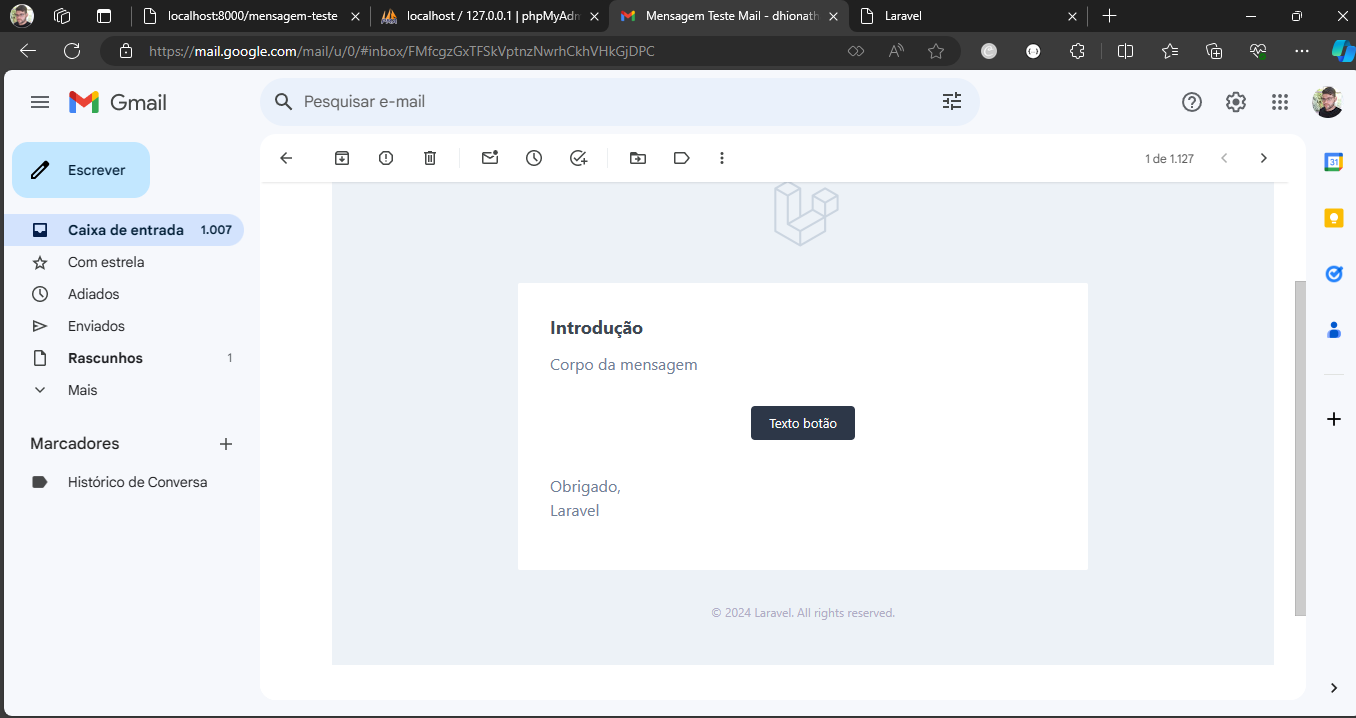 localhost:8000/mensagem-teste
localhost / 127.0.0.1 | phpMyAdm
Mensagem Teste Mail - dhionath
Laravel
https://mail.google.com/mail/u/0/#inbox/FMfcgzGxTFSkVptnzNwrhCkhVHkGjDPC
Gmail
Pesquisar e-mail
Escrever
1 de 1.127
Caixa de entrada 1.007
Com estrela
Adiados
Enviados
Rascunhos 1
Mais
Marcadores
Histórico de Conversa
Introdução
Corpo da mensagem
Texto botão
Obrigado,
Laravel
© 2024 Laravel. All rights reserved.
31